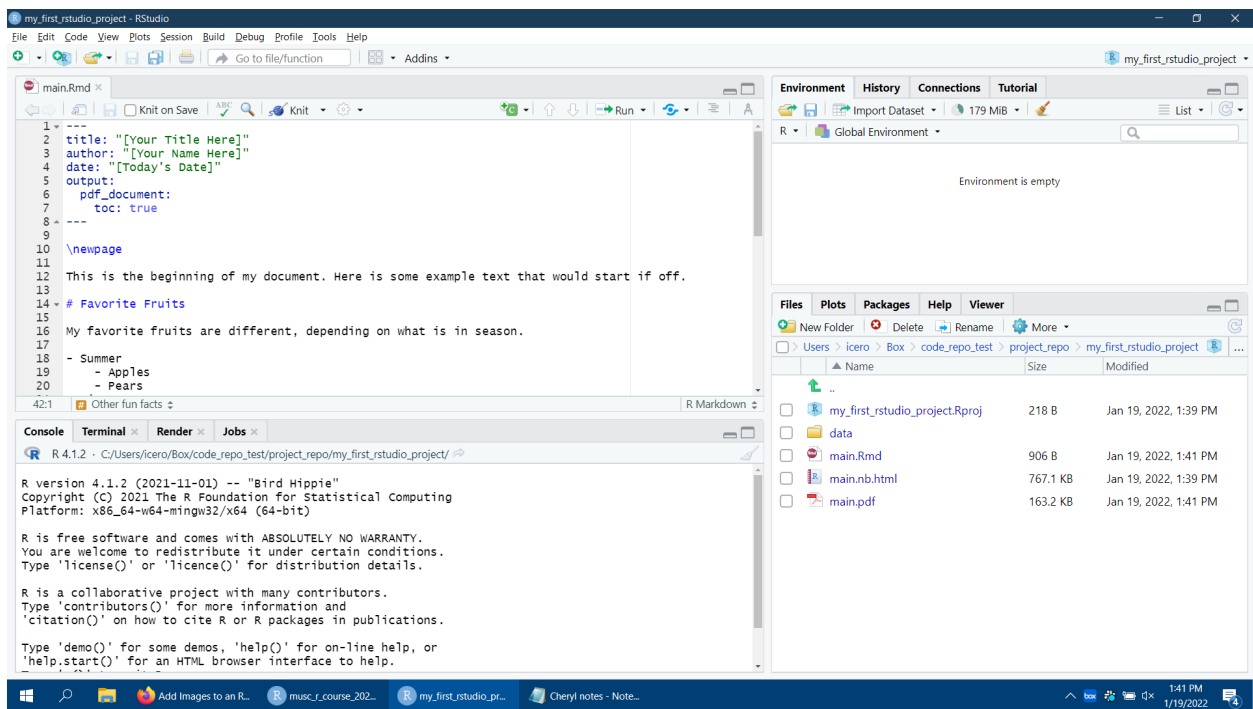 my_first_rstudio_project - RStudio
File Edit Code View Plots Session Build Debug Profile Tools Help
Go to file/function Addins my_first_rstudio_project
main.Rmd
Knit on Save ABC Knit Run
1 ---
2 title: "[Your Title Here]"
3 author: "[Your Name Here]"
4 date: "[Today's Date]"
5 output:
6 pdf_document:
7 toc: true
8 ---
9
10 \newpage
11
12 This is the beginning of my document. Here is some example text that would start if off.
13
14 # Favorite Fruits
15
16 My favorite fruits are different, depending on what is in season.
17
18 - Summer
19 - Apples
20 - Pears
42:1 # Other fun facts R Markdown
Console Terminal Render Jobs
R 4.1.2 · C:/Users/icero/Box/code_repo_test/project_repo/my_first_rstudio_project/
R version 4.1.2 (2021-11-01) -- "Bird Hippie"
Copyright (C) 2021 The R Foundation for Statistical Computing
Platform: x86_64-w64-mingw32/x64 (64-bit)
R is free software and comes with ABSOLUTELY NO WARRANTY.
You are welcome to redistribute it under certain conditions.
Type 'license()' or 'licence()' for distribution details.
R is a collaborative project with many contributors.
Type 'contributors()' for more information and
'citation()' on how to cite R or R packages in publications.
Type 'demo()' for some demos, 'help()' for on-line help, or
'help.start()' for an HTML browser interface to help.
Environment History Connections Tutorial
Import Dataset 179 MiB List
R Global Environment
Environment is empty
Files Plots Packages Help Viewer
New Folder Delete Rename More
Users > icero > Box > code_repo_test > project_repo > my_first_rstudio_project ...
Name Size Modified
..
my_first_rstudio_project.Rproj 218 B Jan 19, 2022, 1:39 PM
data
main.Rmd 906 B Jan 19, 2022, 1:41 PM
main.nb.html 767.1 KB Jan 19, 2022, 1:39 PM
main.pdf 163.2 KB Jan 19, 2022, 1:41 PM
Add Images to an R... musc_r_course_202... my_first_rstudio_pr... Cheryl notes - Note... box 1:41 PM
1/19/2022 4